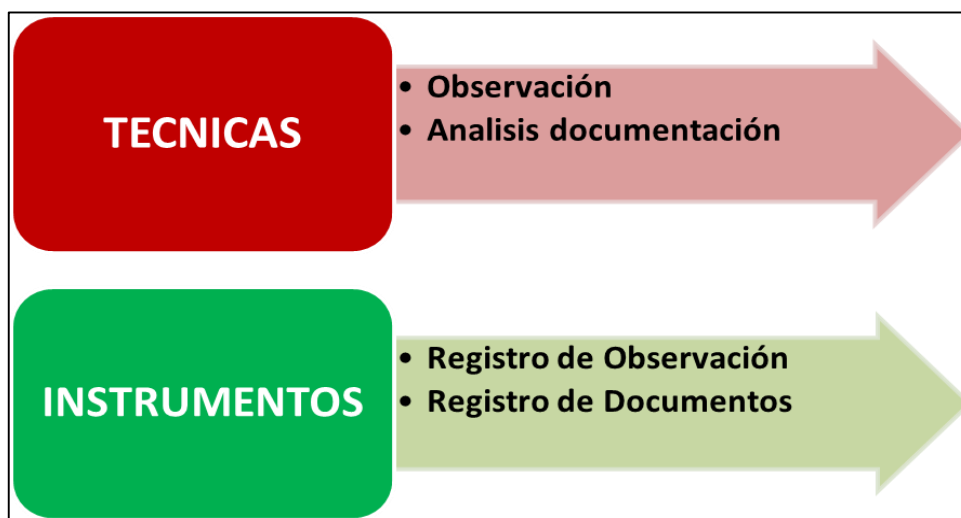 TECNICAS
• Observación
• Analisis documentación
INSTRUMENTOS
• Registro de Observación
• Registro de Documentos